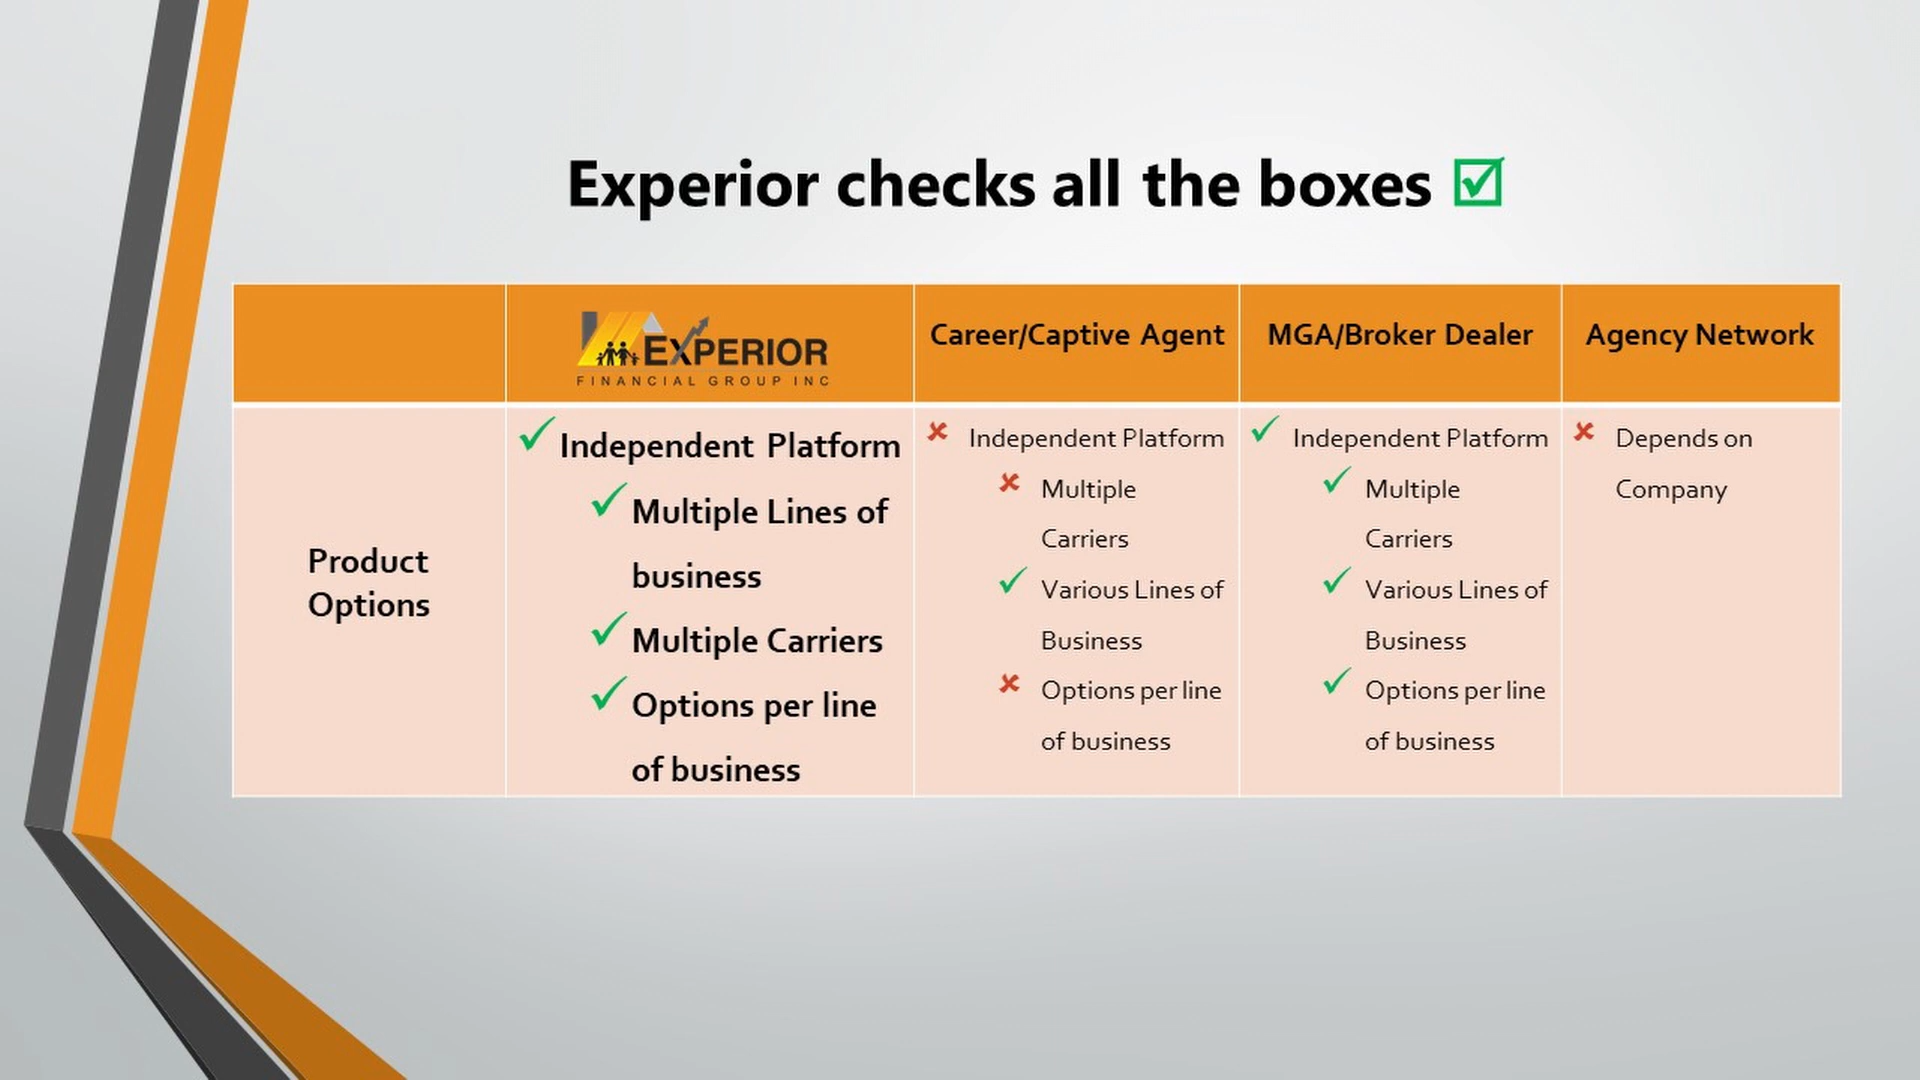 Experior checks all the boxes ☑
EXPERIOR
FINANCIAL GROUP INC
Career/Captive Agent
MGA/Broker Dealer
Agency Network
Product
Options
✓ Independent Platform
✓ Multiple Lines of
business
✓ Multiple Carriers
✓ Options per line
of business
✘ Independent Platform
✘ Multiple
Carriers
✓ Various Lines of
Business
✘ Options per line
of business
✓ Independent Platform
✓ Multiple
Carriers
✓ Various Lines of
Business
✓ Options per line
of business
✘ Depends on
Company